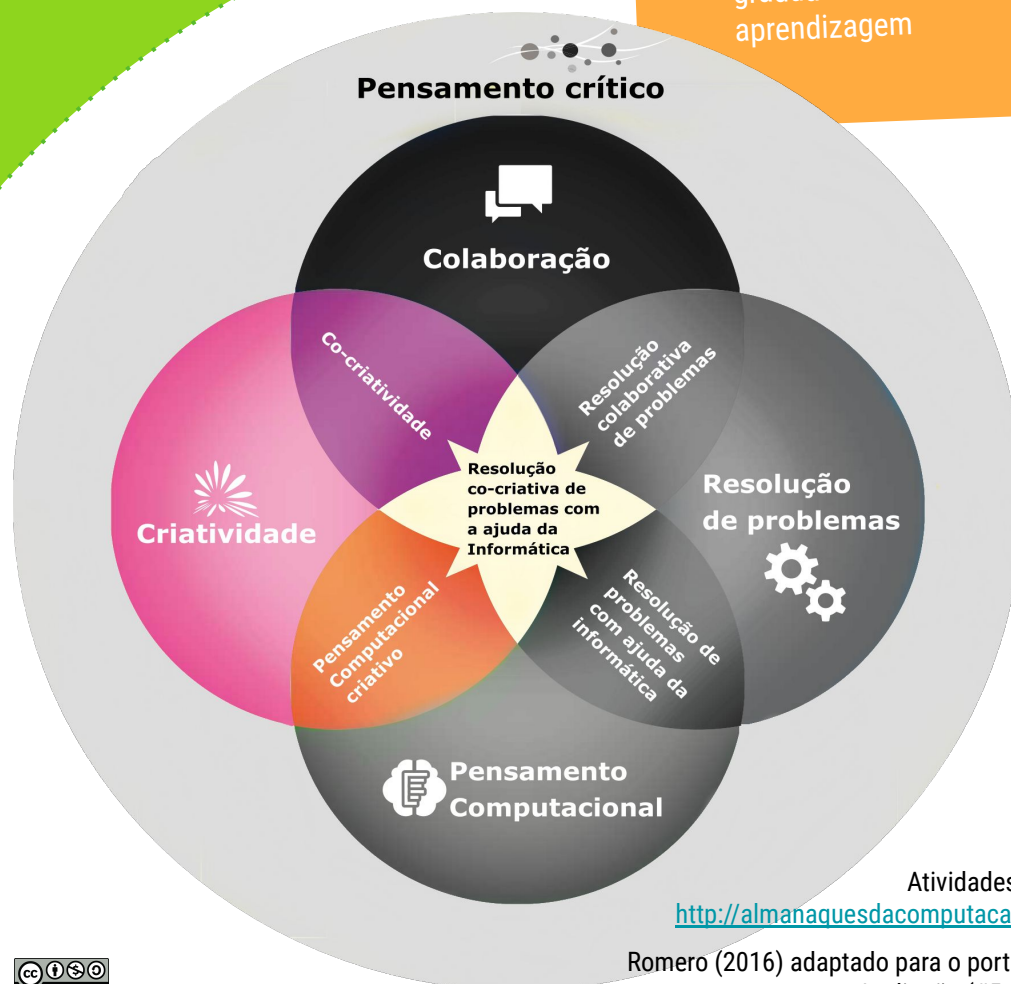 aprendizagem
Pensamento crítico
Colaboração
Co-criatividade
Resolução
colaborativa
de problemas
Criatividade
Resolução
co-criativa de
problemas com
a ajuda da
Informática
Resolução
de problemas
Pensamento
Computacional
criativo
Resolução de
problemas
com ajuda da
informática
Pensamento
Computacional
Atividades
http://almanaquesdacomputaca
Romero (2016) adaptado para o port
cc